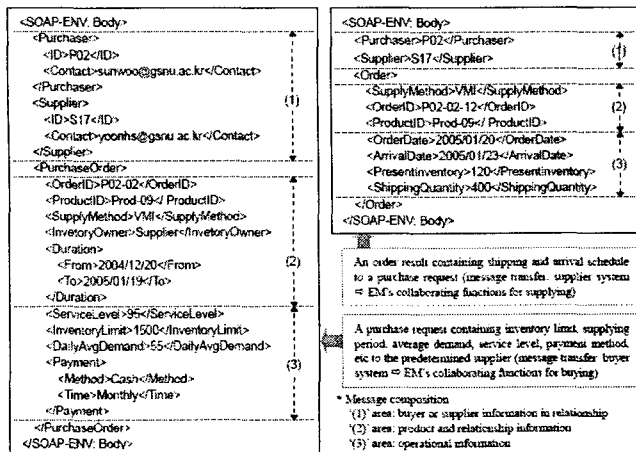 <SOAP-ENV: Body>
<Purchaser>
<ID>P02</ID>
<Contact>sunwoo@gsnu.ac.kr</Contact>
</Purchaser>
<Supplier>
<ID>S17</ID>
<Contact>yoonhs@gsnu.ac.kr</Contact>
</Supplier>
(1)
<PurchaseOrder>
<OrderID>P02-02</OrderID>
<ProductID>Prod-09</ ProductID>
<SupplyMethod>VMI</SupplyMethod>
<InvetoryOwner>Supplier</InvetoryOwner>
<Duration>
<From>2004/12/20</From>
<To>2005/01/19</To>
</Duration>
(2)
<ServiceLevel>95</ServiceLevel>
<InventoryLimit>1500</InventoryLimit>
<DailyAvgDemand>55</DailyAvgDemand>
<Payment>
<Method>Cash</Method>
<Time>Monthly</Time>
</Payment>
(3)
</PurchaseOrder>
</SOAP-ENV: Body>
<SOAP-ENV: Body>
<Purchaser>P02</Purchaser>
<Supplier>S17</Supplier>
(1)
<Order>
<SupplyMethod>VMI</SupplyMethod>
<OrderID>P02-02-12</OrderID>
<ProductID>Prod-09</ ProductID>
(2)
<OrderDate>2005/01/20</OrderDate>
<ArrivalDate>2005/01/23</ArrivalDate>
<PresentInventory>120</PresentInventory>
<ShippingQuantity>400</ShippingQuantity>
(3)
</Order>
</SOAP-ENV: Body>
An order result containing shipping and arrival schedule
to a purchase request (message transfer: supplier system
⇨ EM's collaborating functions for supplying)
A purchase request containing inventory limit, supplying
period, average demand, service level, payment method,
etc to the predetermined supplier (message transfer: buyer
system ⇨ EM's collaborating functions for buying)
* Message composition
'(1)' area: buyer or supplier information in relationship
'(2)' area: product and relationship information
'(3)' area: operational information